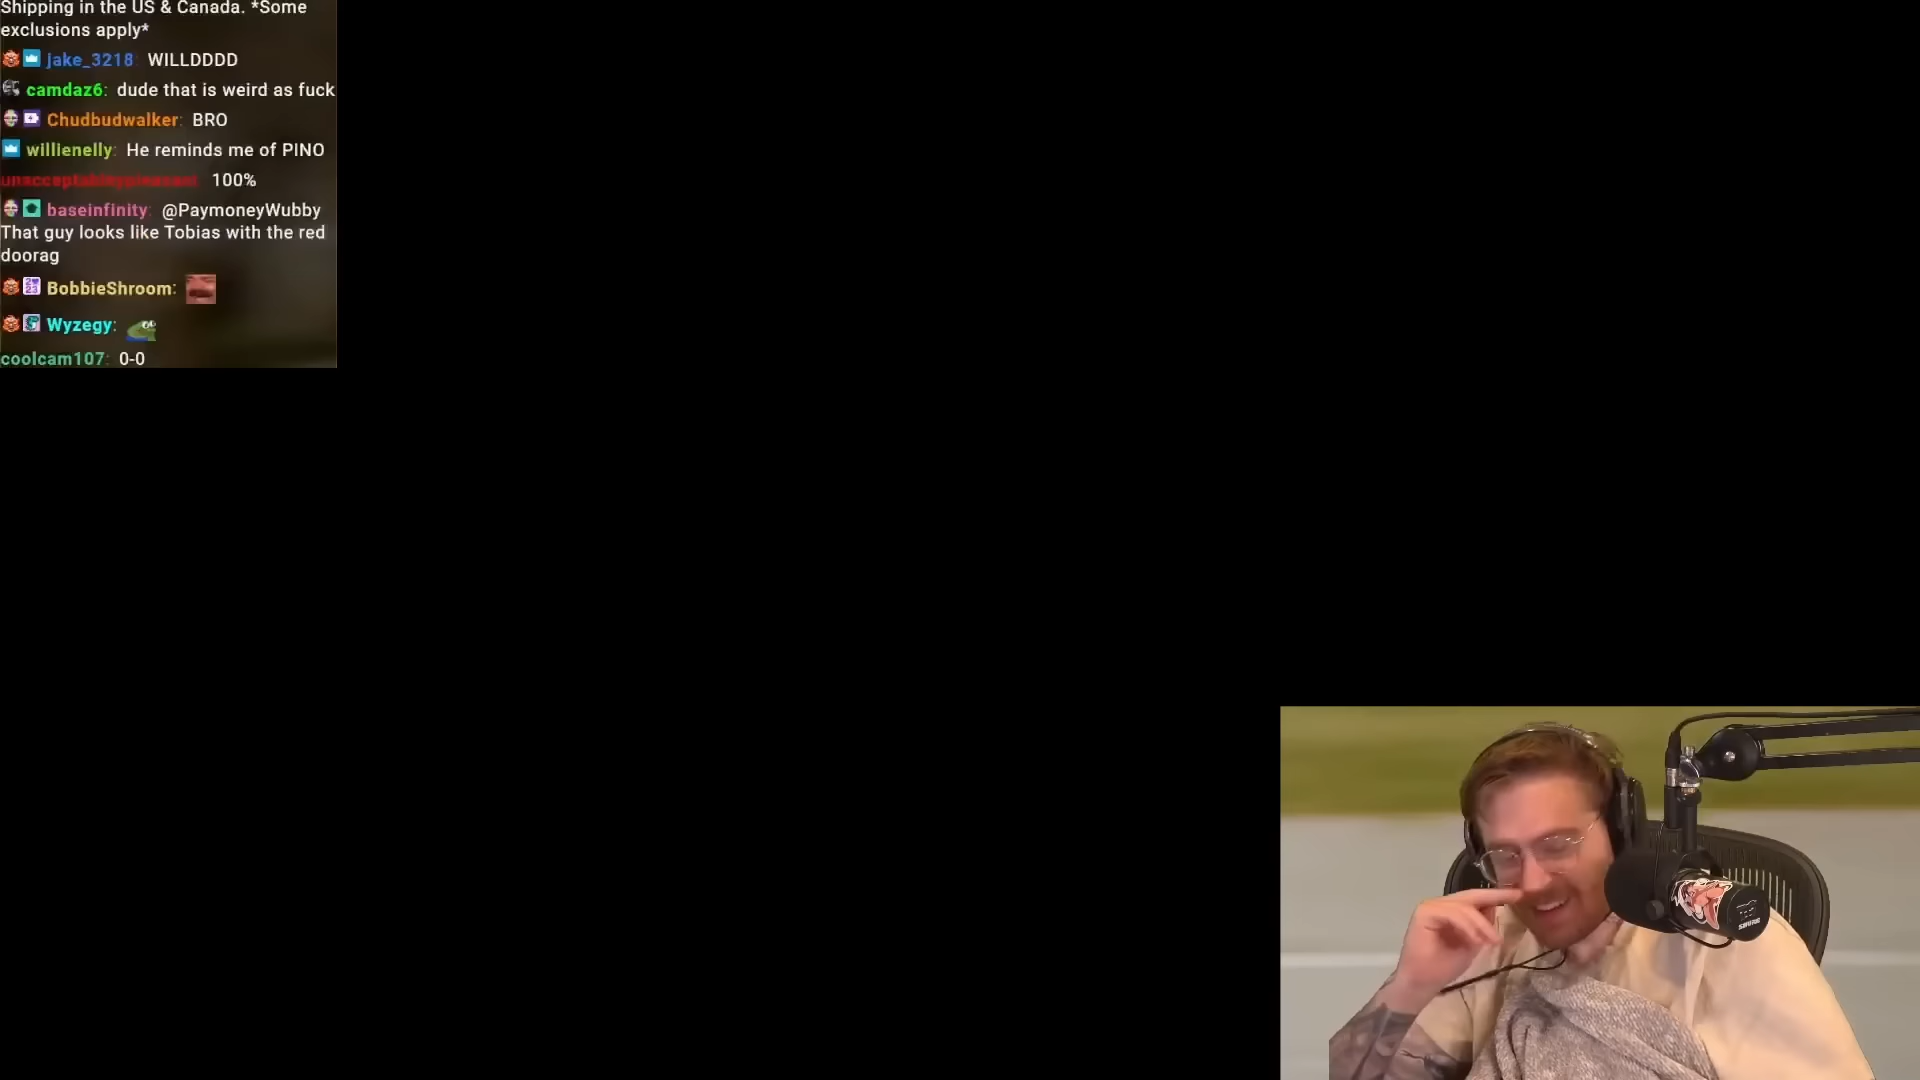 Shipping in the US & Canada. *Some
exclusions apply*
jake_3218: WILLDDDD
camdaz6: dude that is weird as fuck
Chudbudwalker: BRO
willienelly: He reminds me of PINO
100%
baseinfinity: @PaymoneyWubby
That guy looks like Tobias with the red
doorag
BobbieShroom:
Wyzegy:
coolcam107: 0-0
SHURE